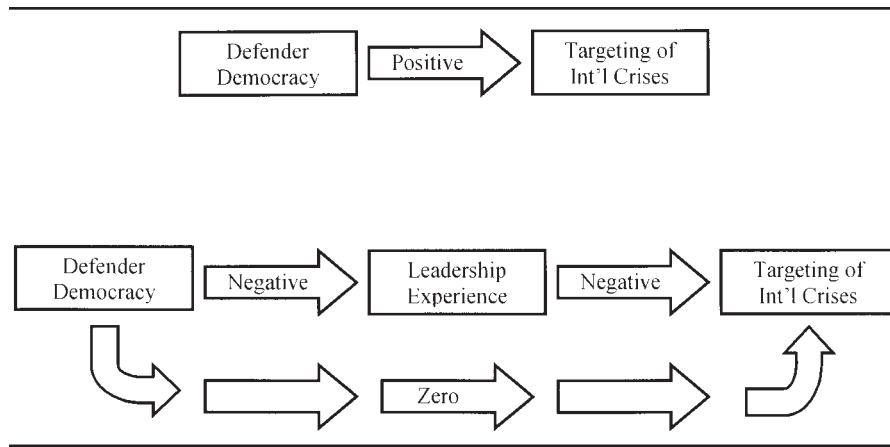 Defender
Democracy
Positive
Targeting of
Int'l Crises
Defender
Democracy
Negative
Leadership
Experience
Negative
Targeting of
Int'l Crises
Zero